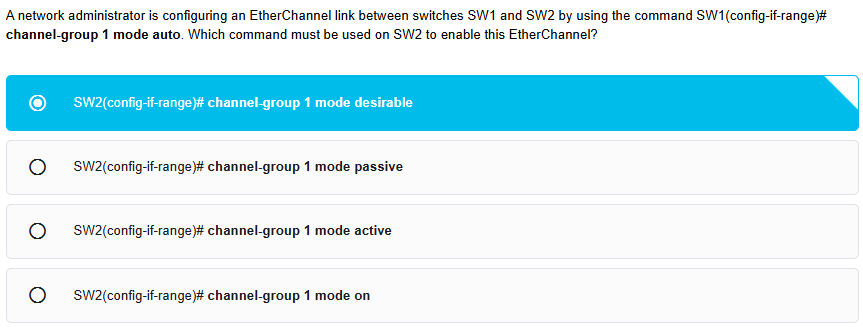 A network administrator is configuring an EtherChannel link between switches SW1 and SW2 by using the command SW1(config-if-range)#
channel-group 1 mode auto. Which command must be used on SW2 to enable this EtherChannel?
SW2(config-if-range)# channel-group 1 mode desirable
SW2(config-if-range)# channel-group 1 mode passive
SW2(config-if-range)# channel-group 1 mode active
SW2(config-if-range)# channel-group 1 mode on